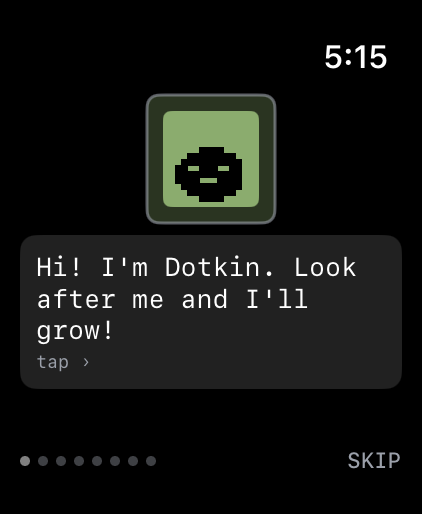 5:15
Hi! I'm Dotkin. Look
after me and I'll
grow!
tap ›
SKIP